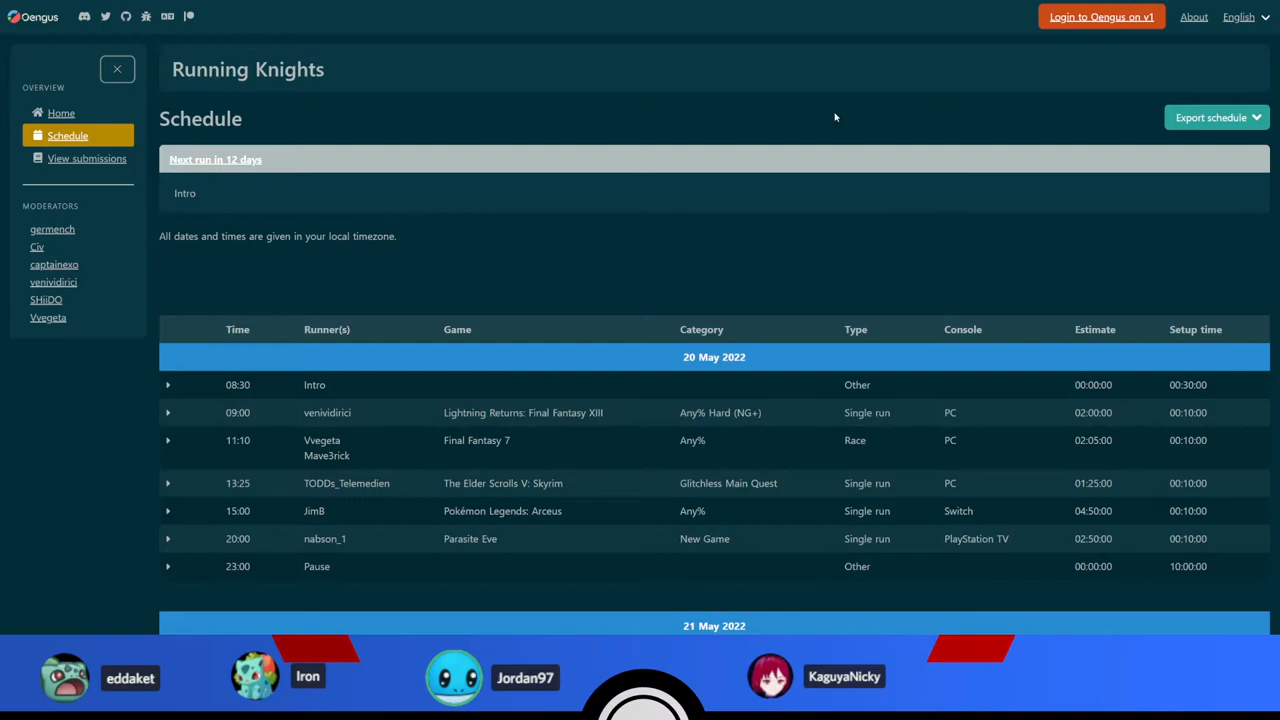 Oengus
Login to Oengus on v1 About English
OVERVIEW
Home
Schedule
View submissions
MODERATORS
germench
Civ
captainexo
venividirici
SHiiDO
Vvegeta
Running Knights
Schedule
Export schedule
Next run in 12 days
Intro
All dates and times are given in your local timezone.
Time Runner(s) Game Category Type Console Estimate Setup time
20 May 2022
08:30 Intro Other 00:00:00 00:30:00
09:00 venividirici Lightning Returns: Final Fantasy XIII Any% Hard (NG+) Single run PC 02:00:00 00:10:00
11:10 Vvegeta Final Fantasy 7 Any% Race PC 02:05:00 00:10:00
Mave3rick
13:25 TODDs_Telemedien The Elder Scrolls V: Skyrim Glitchless Main Quest Single run PC 01:25:00 00:10:00
15:00 JimB Pokémon Legends: Arceus Any% Single run Switch 04:50:00 00:10:00
20:00 nabson_1 Parasite Eve New Game Single run PlayStation TV 02:50:00 00:10:00
23:00 Pause Other 00:00:00 10:00:00
21 May 2022
eddaket Iron Jordan97 KaguyaNicky